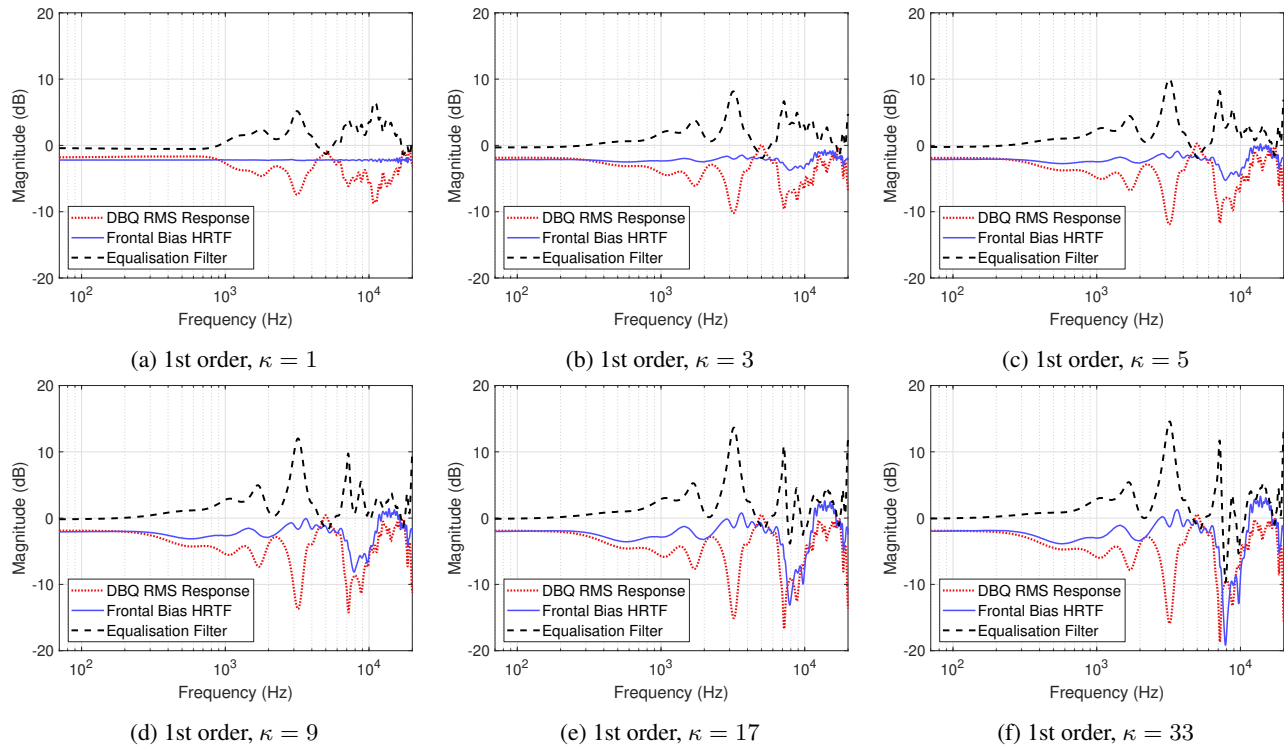 20
10
0
-10
-20
Magnitude (dB)
DBQ RMS Response
Frontal Bias HRTF
Equalisation Filter
10² 10³ 10⁴
Frequency (Hz)
(a) 1st order, κ = 1
20
10
0
-10
-20
Magnitude (dB)
DBQ RMS Response
Frontal Bias HRTF
Equalisation Filter
10² 10³ 10⁴
Frequency (Hz)
(b) 1st order, κ = 3
20
10
0
-10
-20
Magnitude (dB)
DBQ RMS Response
Frontal Bias HRTF
Equalisation Filter
10² 10³ 10⁴
Frequency (Hz)
(c) 1st order, κ = 5
20
10
0
-10
-20
Magnitude (dB)
DBQ RMS Response
Frontal Bias HRTF
Equalisation Filter
10² 10³ 10⁴
Frequency (Hz)
(d) 1st order, κ = 9
20
10
0
-10
-20
Magnitude (dB)
DBQ RMS Response
Frontal Bias HRTF
Equalisation Filter
10² 10³ 10⁴
Frequency (Hz)
(e) 1st order, κ = 17
20
10
0
-10
-20
Magnitude (dB)
DBQ RMS Response
Frontal Bias HRTF
Equalisation Filter
10² 10³ 10⁴
Frequency (Hz)
(f) 1st order, κ = 33